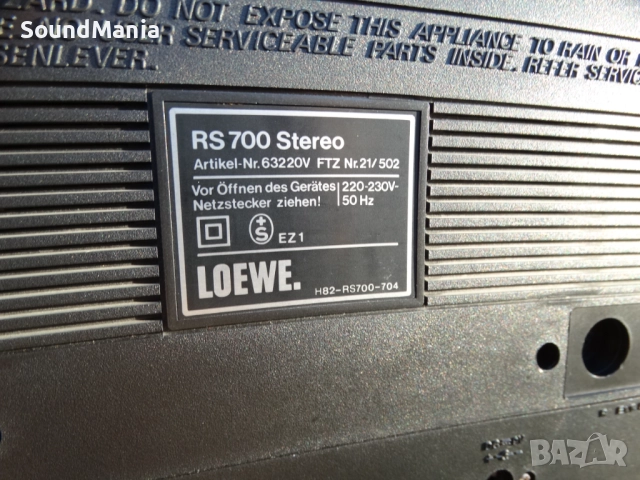 SoundMania
ZARD. DO NOT EXPOSE THIS APPLIANCE TO RAIN OR
SERVICEABLE PARTS INSIDE. REFER SERVIC
SENLEVER.
RS 700 Stereo
Artikel-Nr. 63220V FTZ Nr. 21/502
Vor Öffnen des Gerätes 220-230V~
Netzstecker ziehen! 50 Hz
S EZ1
LOEWE.
H82-RS700-704
BAZAR